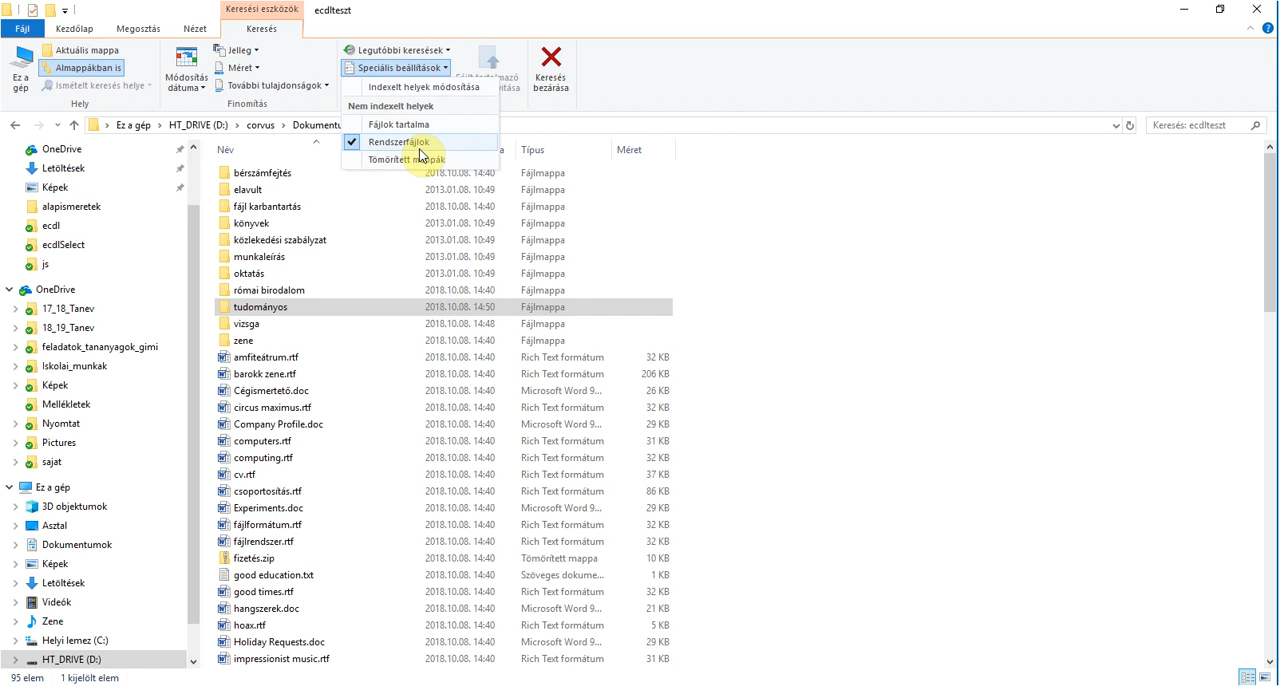 Keresési eszközök ecdlteszt
Fájl Kezdőlap Megosztás Nézet Keresés
Ez a gép
Aktuális mappa
Almappákban is
Ismételt keresés helye
Hely
Módosítás dátuma
Jelleg
Méret
További tulajdonságok
Finomítás
Legutóbbi keresések
Speciális beállítások
Indexelt helyek módosítása
Nem indexelt helyek
Fájlok tartalma
Rendszerfájlok
Tömörített mappák
Keresés bezárása
Ez a gép > HT_DRIVE (D:) > corvus > Keresés: ecdlteszt
OneDrive
Letöltések
Képek
alapismeretek
ecdl
ecdlSelect
js
OneDrive
17_18_Tanev
18_19_Tanev
feladatok_tananyagok_gimi
Iskolai_munkak
Képek
Mellékletek
Nyomtat
Pictures
sajat
Ez a gép
3D objektumok
Asztal
Dokumentumok
Képek
Letöltések
Videók
Zene
Helyi lemez (C:)
HT_DRIVE (D:)
Név Típus Méret
bérszámfejtés 2018.10.08. 14:40 Fájlmappa
elavult 2013.01.08. 10:49 Fájlmappa
fájl karbantartás 2018.10.08. 14:40 Fájlmappa
könyvek 2013.01.08. 10:49 Fájlmappa
közlekedési szabályzat 2013.01.08. 10:49 Fájlmappa
munkaleírás 2013.01.08. 10:49 Fájlmappa
oktatás 2013.01.08. 10:49 Fájlmappa
római birodalom 2018.10.08. 14:40 Fájlmappa
tudományos 2018.10.08. 14:50 Fájlmappa
vizsga 2018.10.08. 14:48 Fájlmappa
zene 2018.10.08. 14:40 Fájlmappa
amfiteátrum.rtf 2018.10.08. 14:40 Rich Text formátum 32 KB
barokk zene.rtf 2018.10.08. 14:40 Rich Text formátum 206 KB
Cégismertető.doc 2018.10.08. 14:40 Microsoft Word 9... 26 KB
circus maximus.rtf 2018.10.08. 14:40 Rich Text formátum 32 KB
Company Profile.doc 2018.10.08. 14:40 Microsoft Word 9... 29 KB
computers.rtf 2018.10.08. 14:40 Rich Text formátum 31 KB
computing.rtf 2018.10.08. 14:40 Rich Text formátum 32 KB
cv.rtf 2018.10.08. 14:40 Rich Text formátum 37 KB
csoportosítás.rtf 2018.10.08. 14:40 Rich Text formátum 86 KB
Experiments.doc 2018.10.08. 14:40 Microsoft Word 9... 29 KB
fájlformátum.rtf 2018.10.08. 14:40 Rich Text formátum 32 KB
fájlrendszer.rtf 2018.10.08. 14:40 Rich Text formátum 32 KB
fizetés.zip 2018.10.08. 14:40 Tömörített mappa 10 KB
good education.txt 2018.10.08. 14:40 Szöveges dokume... 1 KB
good times.rtf 2018.10.08. 14:40 Rich Text formátum 32 KB
hangszerek.doc 2018.10.08. 14:40 Microsoft Word 9... 21 KB
hoax.rtf 2018.10.08. 14:40 Rich Text formátum 5 KB
Holiday Requests.doc 2018.10.08. 14:40 Microsoft Word 9... 29 KB
impressionist music.rtf 2018.10.08. 14:40 Rich Text formátum 31 KB
95 elem 1 kijelölt elem